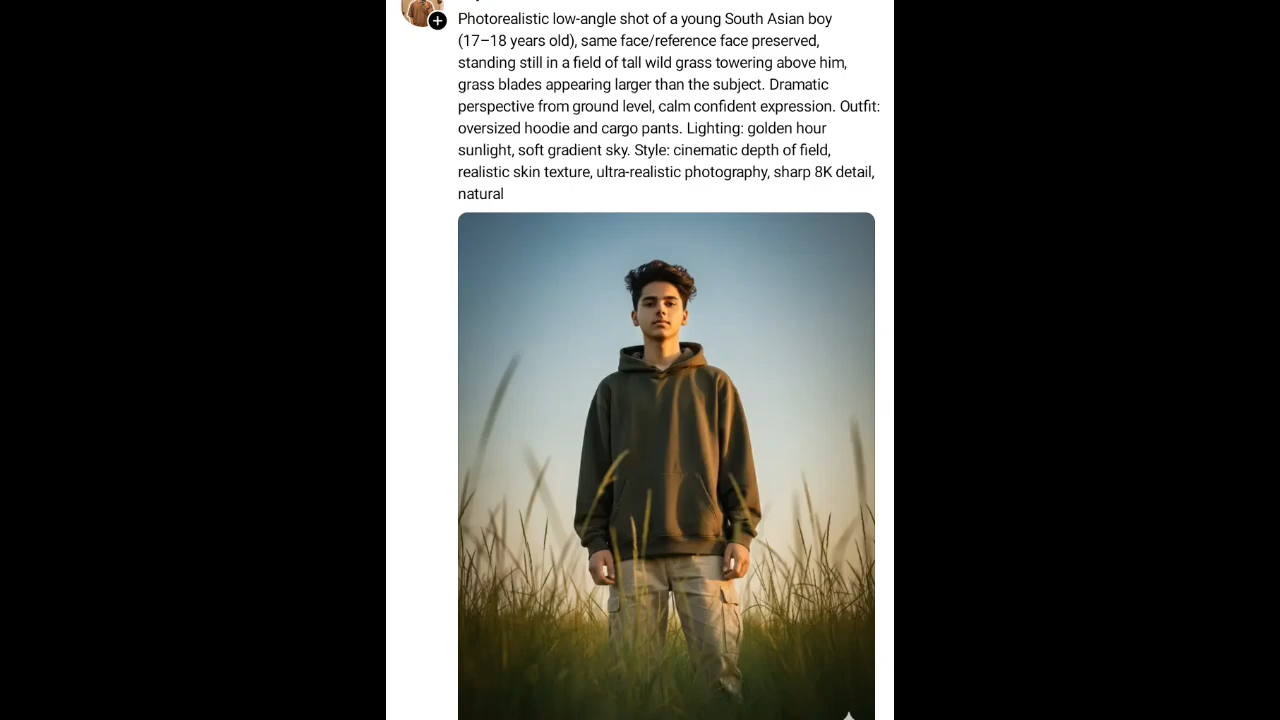 Photorealistic low-angle shot of a young South Asian boy
(17–18 years old), same face/reference face preserved,
standing still in a field of tall wild grass towering above him,
grass blades appearing larger than the subject. Dramatic
perspective from ground level, calm confident expression. Outfit:
oversized hoodie and cargo pants. Lighting: golden hour
sunlight, soft gradient sky. Style: cinematic depth of field,
realistic skin texture, ultra-realistic photography, sharp 8K detail,
natural